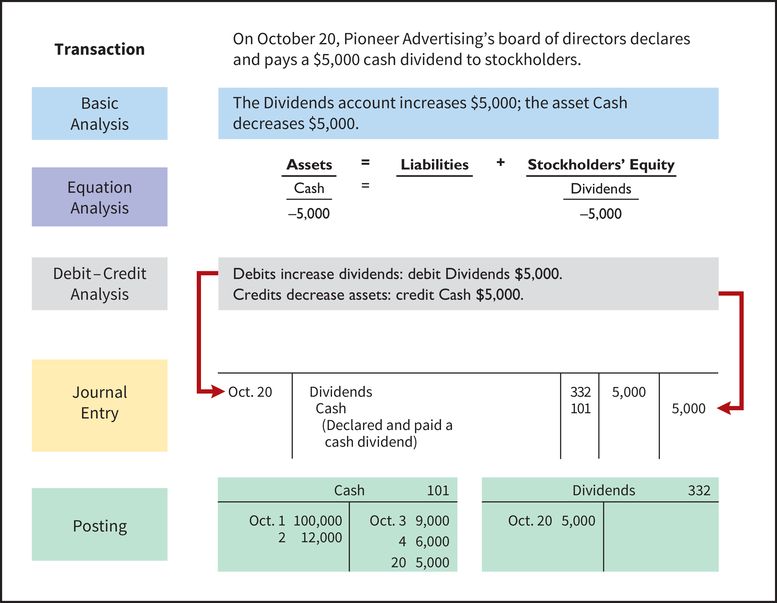 Transaction
On October 20, Pioneer Advertising’s board of directors declares
and pays a $5,000 cash dividend to stockholders.
Basic
Analysis
The Dividends account increases $5,000; the asset Cash
decreases $5,000.
Equation
Analysis
Assets = Liabilities + Stockholders’ Equity
Cash = Dividends
–5,000 –5,000
Debit–Credit
Analysis
Debits increase dividends: debit Dividends $5,000.
Credits decrease assets: credit Cash $5,000.
Journal
Entry
Oct. 20 Dividends 332 5,000
Cash 101 5,000
(Declared and paid a
cash dividend)
Posting
Cash 101
Oct. 1 100,000 Oct. 3 9,000
2 12,000 4 6,000
20 5,000
Dividends 332
Oct. 20 5,000